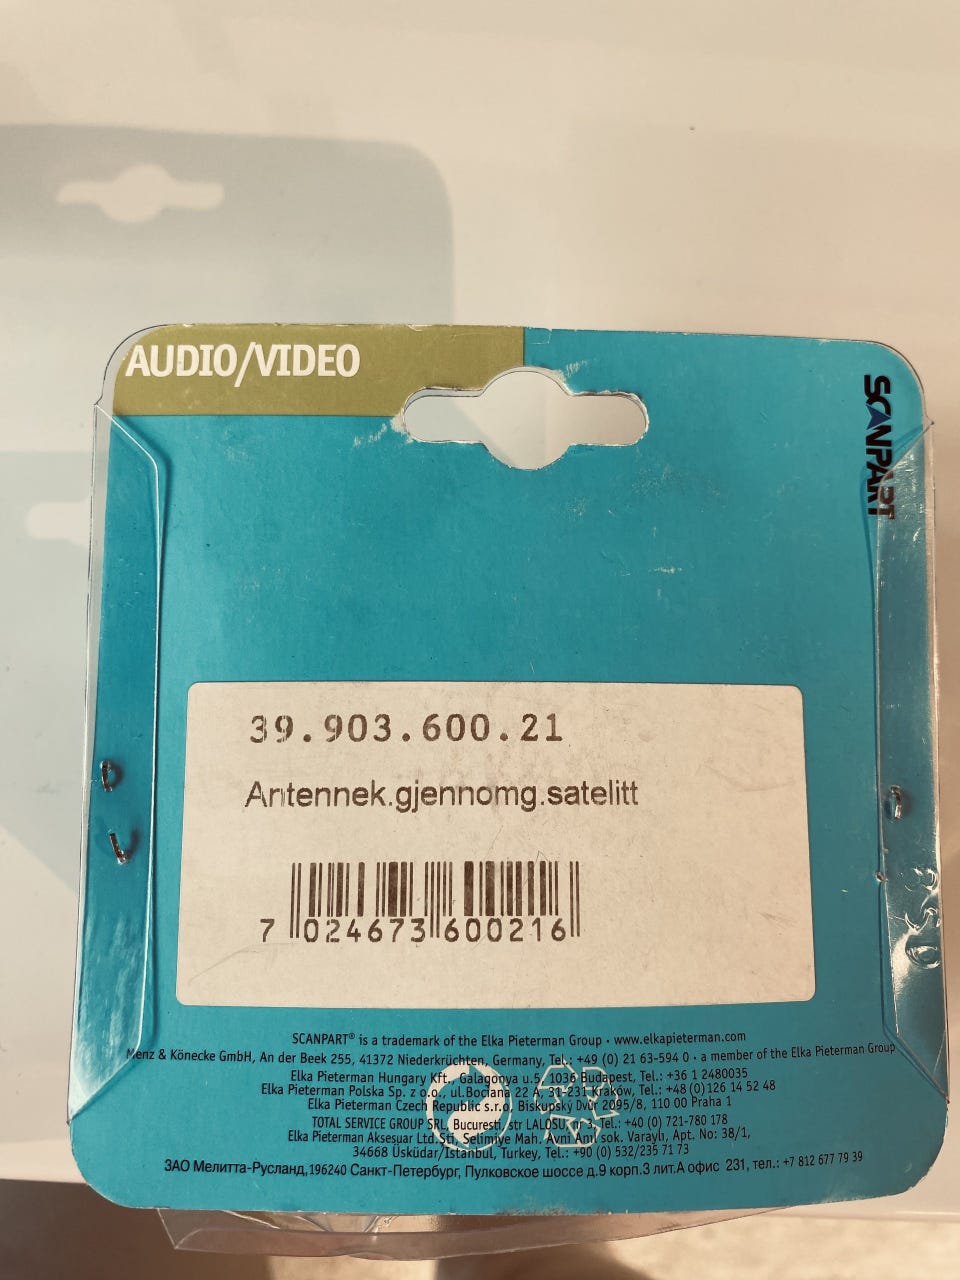 AUDIO/VIDEO
SCANPART
39.903.600.21
Antennek.gjennomg.satelitt
7 024673 600216
SCANPART® is a trademark of the Elka Pieterman Group · www.elkapieterman.com
Menz & Könecke GmbH, An der Beek 255, 41372 Niederkrüchten, Germany, Tel.: +49 (0) 21 63-594 0 · a member of the Elka Pieterman Group
Elka Pieterman Hungary Kft., Galagonya u.5, 1036 Budapest, Tel.: +36 1 2480035
Elka Pieterman Polska Sp. z o.o., ul.Bociana 22 A, 31-231 Kraków, Tel.: +48 (0)126 14 52 48
Elka Pieterman Czech Republic s.r.o, Biskupský Dvůr 2095/8, 110 00 Praha 1
TOTAL SERVICE GROUP SRL, Bucuresti, str LALOSU, nr 3, Tel.: +40 (0) 721-780 178
Elka Pieterman Aksesuar Ltd.Sti, Selimiye Mah. Avni Ani sok. Varayli, Apt. No: 38/1,
34668 Üsküdar/Istanbul, Turkey, Tel.: +90 (0) 532/235 71 73
ЗАО Мелитта-Русланд,196240 Санкт-Петербург, Пулковское шоссе д.9 корп.3 лит.А офис 231, тел.: +7 812 677 79 39